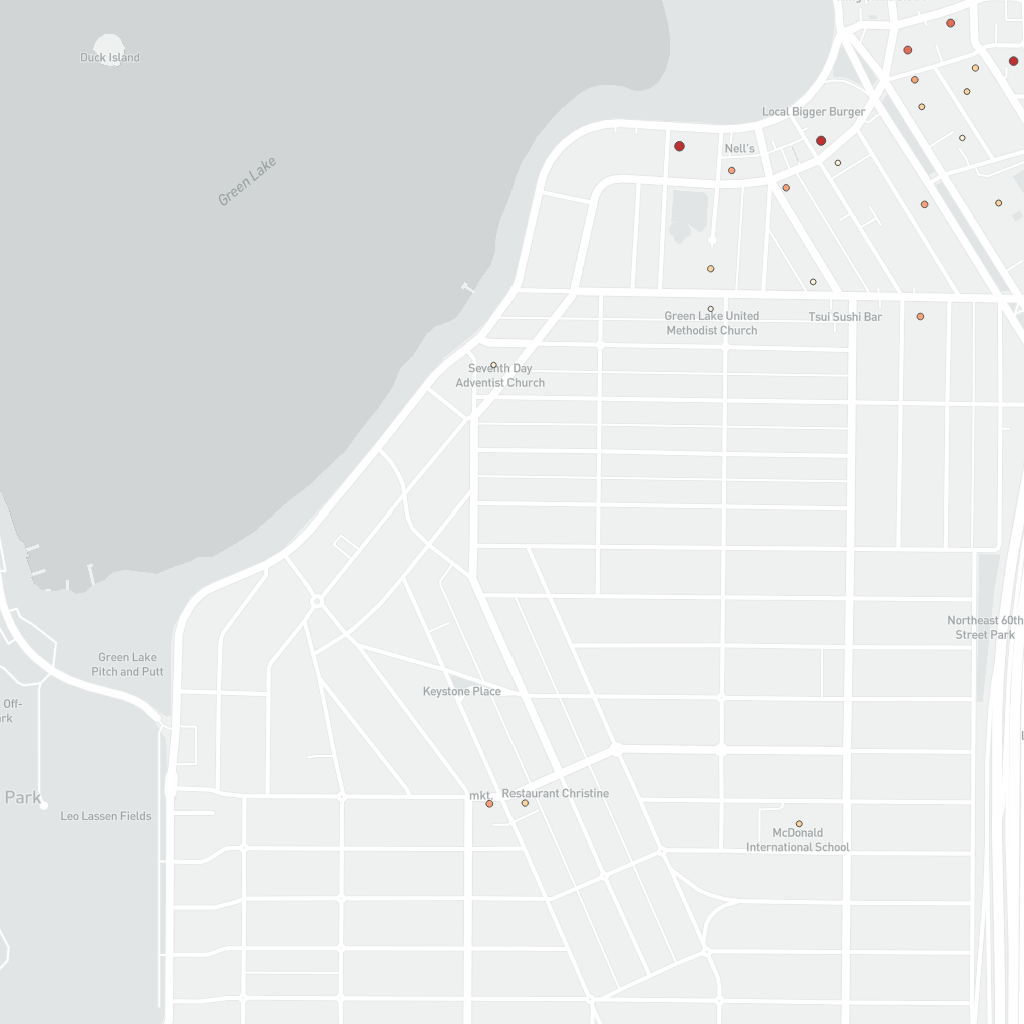 Duck Island
Green Lake
Local Bigger Burger
Nell's
Green Lake United
Methodist Church
Tsui Sushi Bar
Seventh Day
Adventist Church
Northeast 60th
Street Park
Green Lake
Pitch and Putt
Keystone Place
Off-
Park
mkt.
Restaurant Christine
Leo Lassen Fields
McDonald
International School